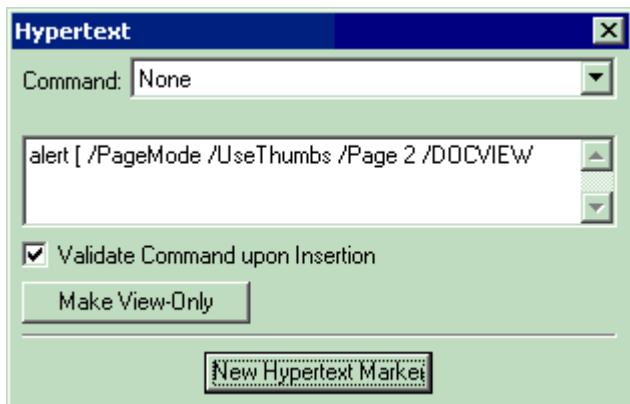 Hypertext
Command: None
alert [ /PageMode /UseThumbs /Page 2 /DOCVIEW
Validate Command upon Insertion
Make View-Only
New Hypertext Marker